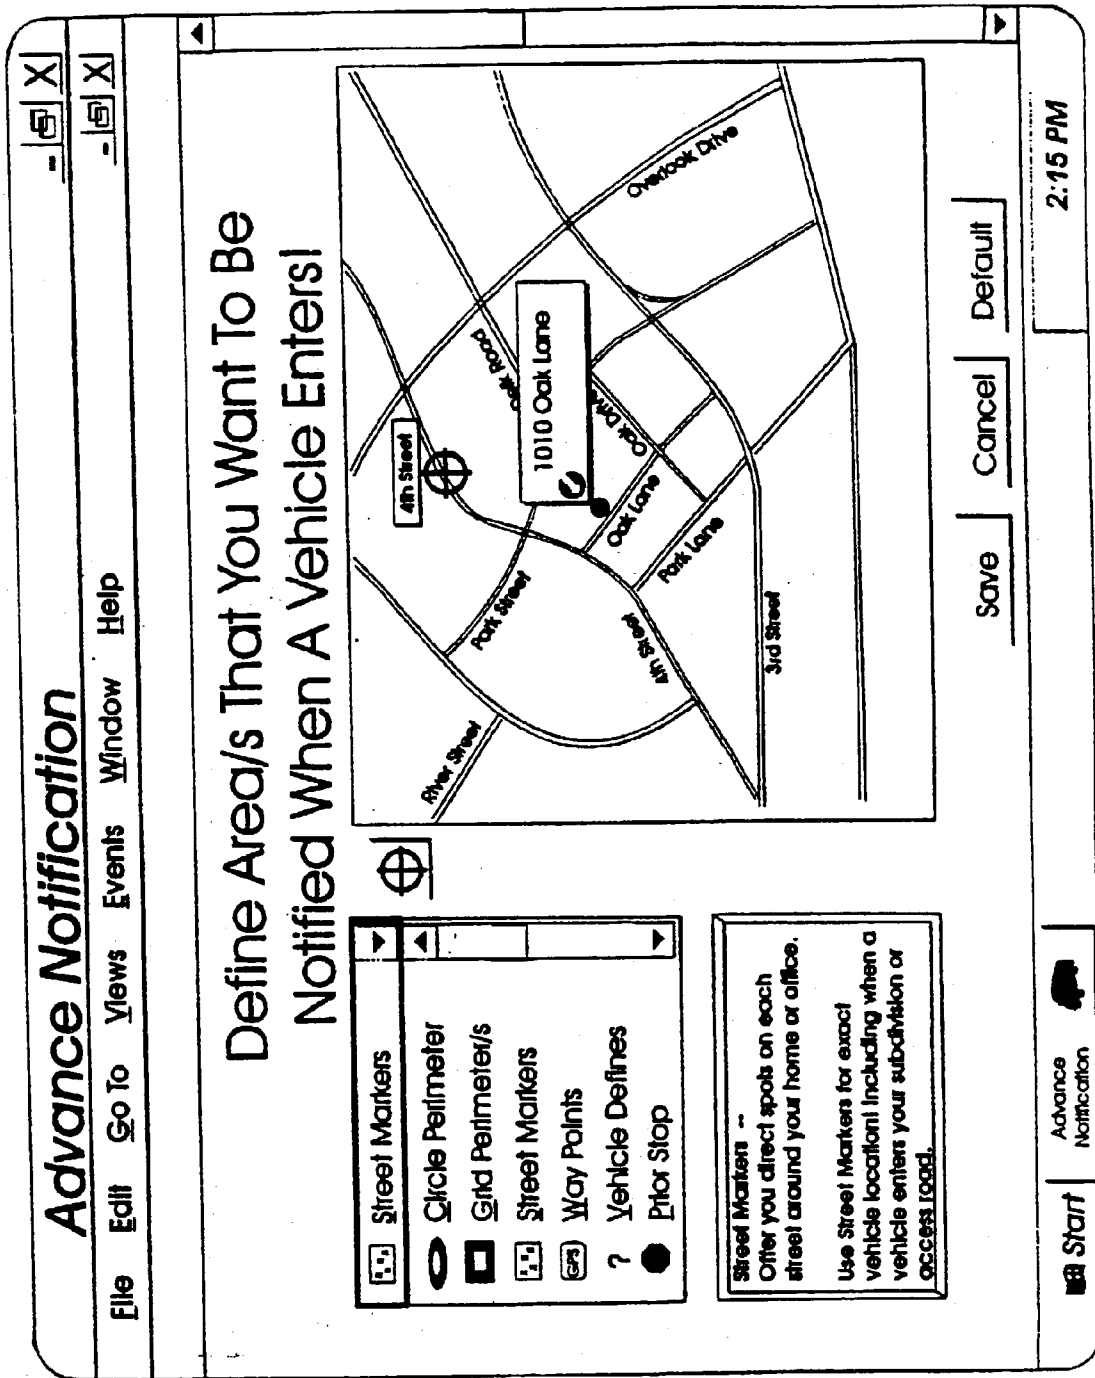 Advance Notification
File Edit Go To Views Events Window Help
Define Area/s That You Want To Be
Notified When A Vehicle Enters!
Street Markers
Circle Perimeter
Grid Perimeter/s
Street Markers
GPS Way Points
? Vehicle Defines
Prior Stop
Street Markers --
Offer you direct spots on each
street around your home or office.
Use Street Markers for exact
vehicle location! Including when a
vehicle enters your subdivision or
access road.
River Street
Park Street
4th Street
4th Street
Road
1010 Oak Lane
Oak Drive
Oak Lane
Park Lane
3rd Street
Overlook Drive
Save Cancel Default
Start
Advance
Notification
2:15 PM